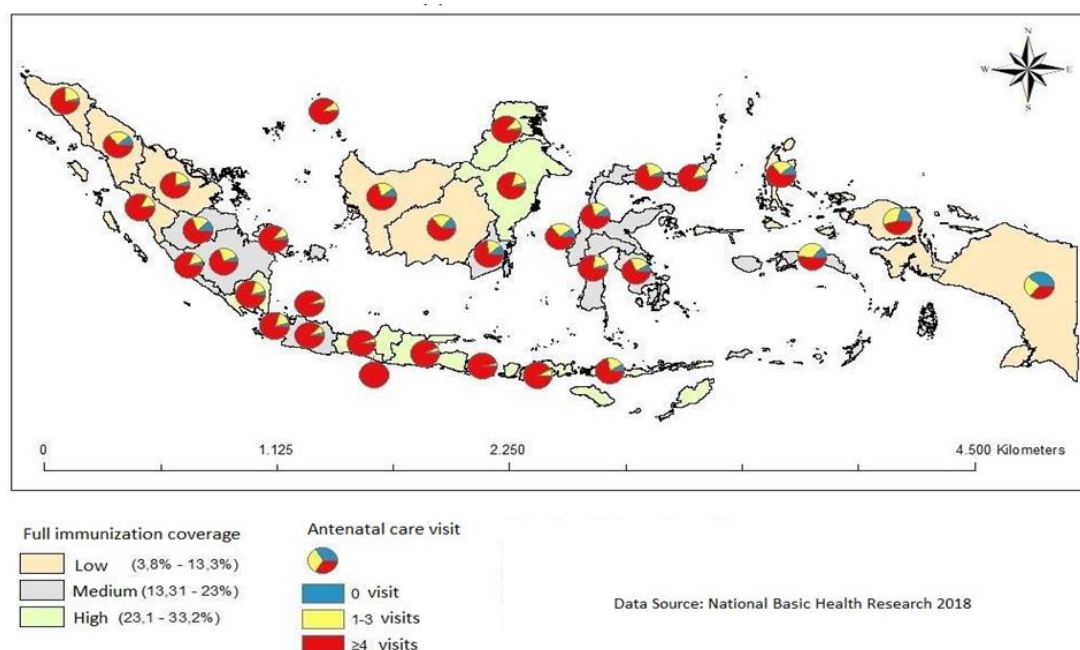 N
W E
S
0 1.125 2.250 4.500 Kilometers
Full immunization coverage
Low (3,8% - 13,3%)
Medium (13,31 - 23%)
High (23,1 - 33,2%)
Antenatal care visit
0 visit
1-3 visits
≥4 visits
Data Source: National Basic Health Research 2018